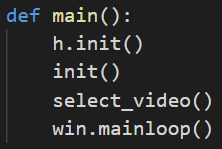 def main():
    h.init()
    init()
    select_video()
    win.mainloop()